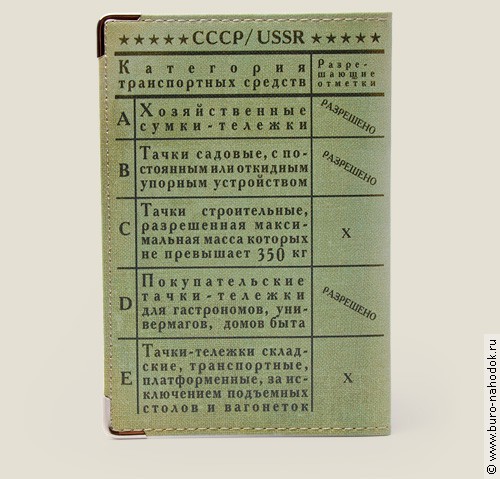 ★★★★★ СССР/USSR ★★★★★
Категория
транспортных средств
Разре-
шающие
отметки
A
Хозяйственные
сумки-тележки
РАЗРЕШЕНО
B
Тачки садовые, с по-
стоянным или откидным
упорным устройством
РАЗРЕШЕНО
C
Тачки строительные,
разрешенная макси-
мальная масса которых
не превышает 350 кг
X
D
Покупательские
тачки-тележки
для гастрономов, уни-
вермагов, домов быта
РАЗРЕШЕНО
E
Тачки-тележки склад-
ские, транспортные,
платформенные, за ис-
ключением подъемных
столов и вагонеток
X
© www.buro-nahodok.ru